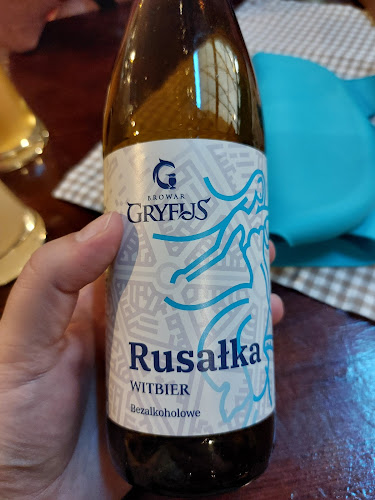 BROWAR
GRYFUS
Rusałka
WITBIER
Bezalkoholowe